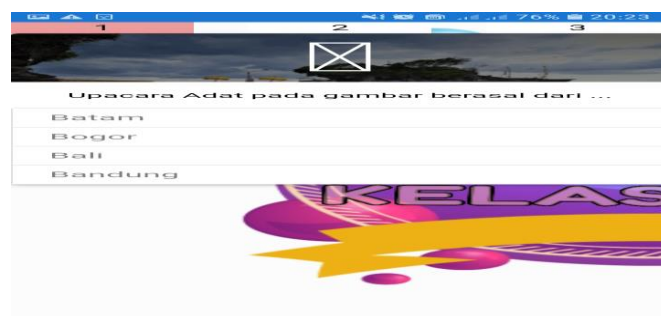 76% 20:23
1 2 3
Upacara Adat pada gambar berasal dari ...
Batam
Bogor
Bali
Bandung
KELAS